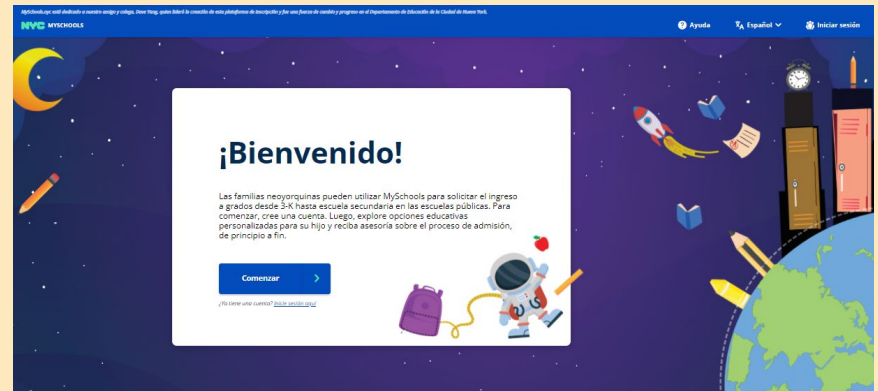 MySchools.nyc está dedicado a nuestro amigo y colega, Dave Yang, quien lideró la creación de esta plataforma de inscripción y fue una fuerza de cambio y progreso en el Departamento de Educación de la Ciudad de Nueva York.
NYC MYSCHOOLS
Ayuda
Español
Iniciar sesión
¡Bienvenido!
Las familias neoyorquinas pueden utilizar MySchools para solicitar el ingreso
a grados desde 3-K hasta escuela secundaria en las escuelas públicas. Para
comenzar, cree una cuenta. Luego, explore opciones educativas
personalizadas para su hijo y reciba asesoría sobre el proceso de admisión,
de principio a fin.
Comenzar
¿Ya tiene una cuenta? Inicie sesión aquí